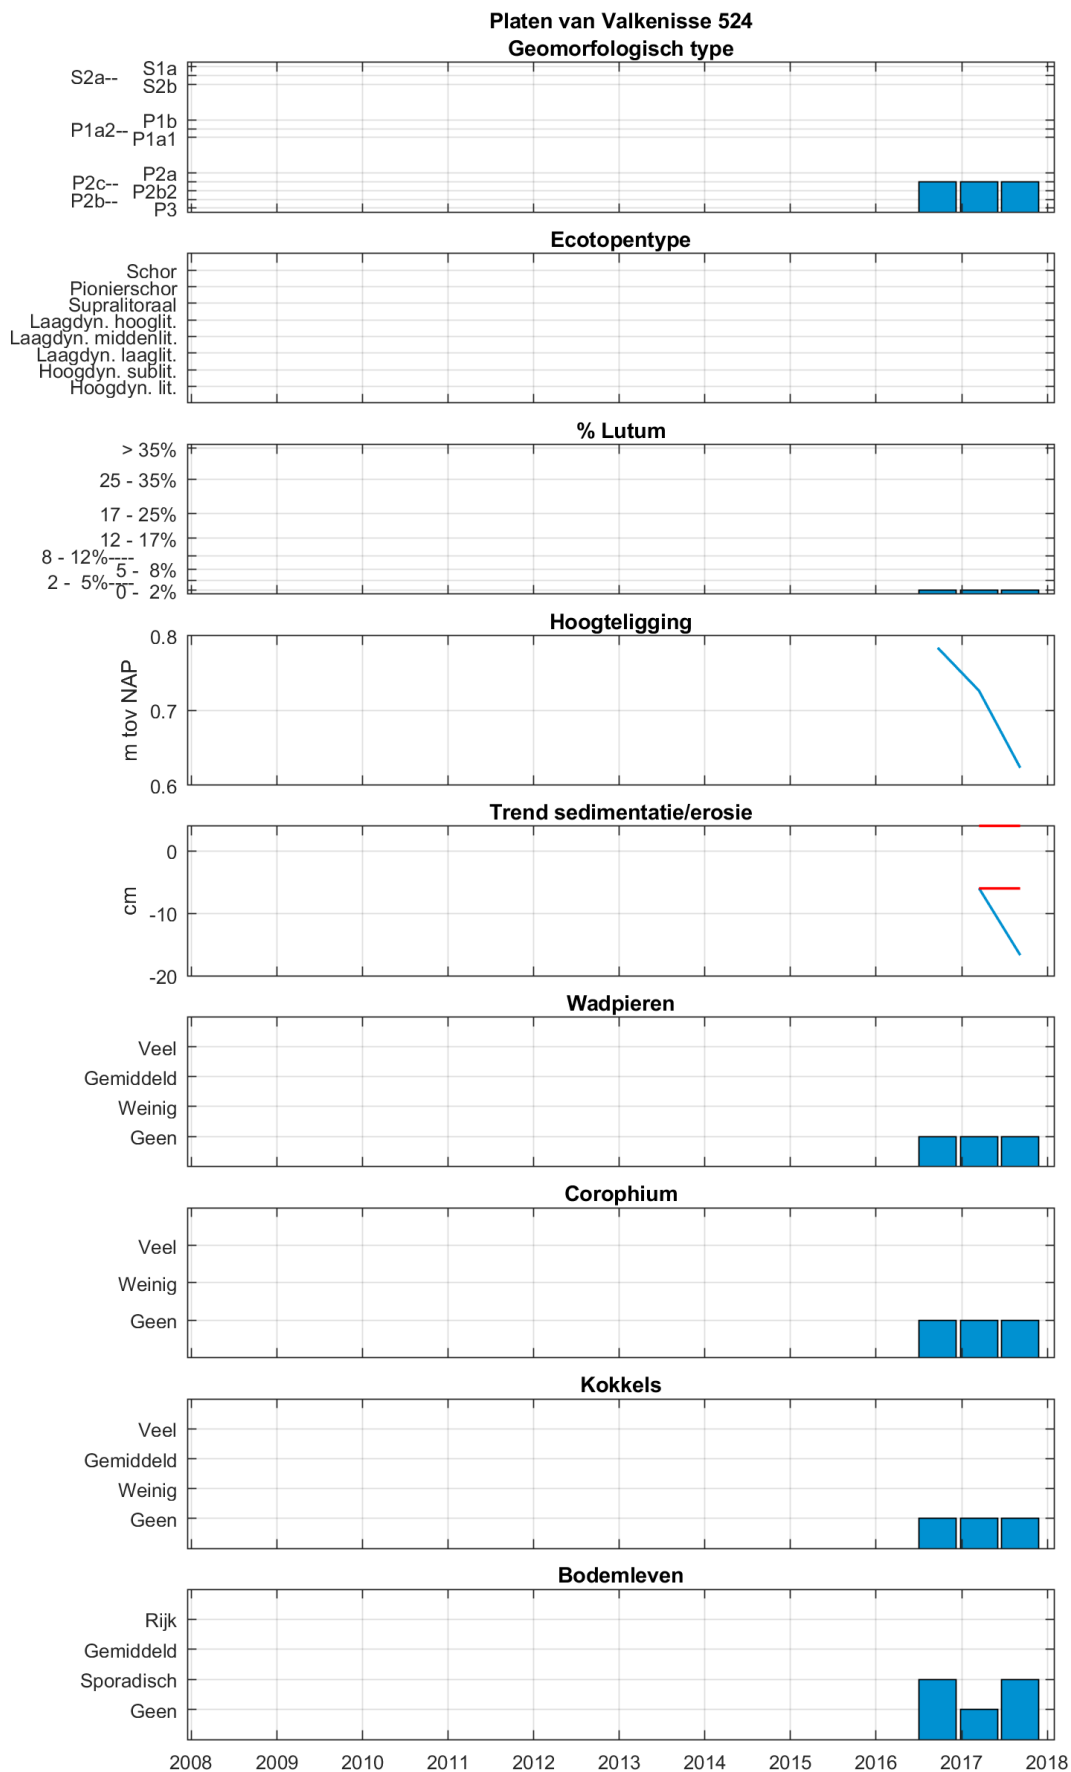 Platen van Valkenisse 524
Geomorfologisch type
S1a
S2a--
S2b
P1b
P1a2--
P1a1
P2a
P2c--
P2b2
P2b--
P3
Ecotopentype
Schor
Pionierschor
Supralitoraal
Laagdyn. hooglit.
Laagdyn. middenlit.
Laagdyn. laaglit.
Hoogdyn. sublit.
Hoogdyn. lit.
% Lutum
> 35%
25 - 35%
17 - 25%
12 - 17%
8 - 12%----
5 - 8%
2 - 5%----
0 - 2%
Hoogteligging
m tov NAP
0.8
0.7
0.6
Trend sedimentatie/erosie
cm
0
-10
-20
Wadpieren
Veel
Gemiddeld
Weinig
Geen
Corophium
Veel
Weinig
Geen
Kokkels
Veel
Gemiddeld
Weinig
Geen
Bodemleven
Rijk
Gemiddeld
Sporadisch
Geen
2008 2009 2010 2011 2012 2013 2014 2015 2016 2017 2018